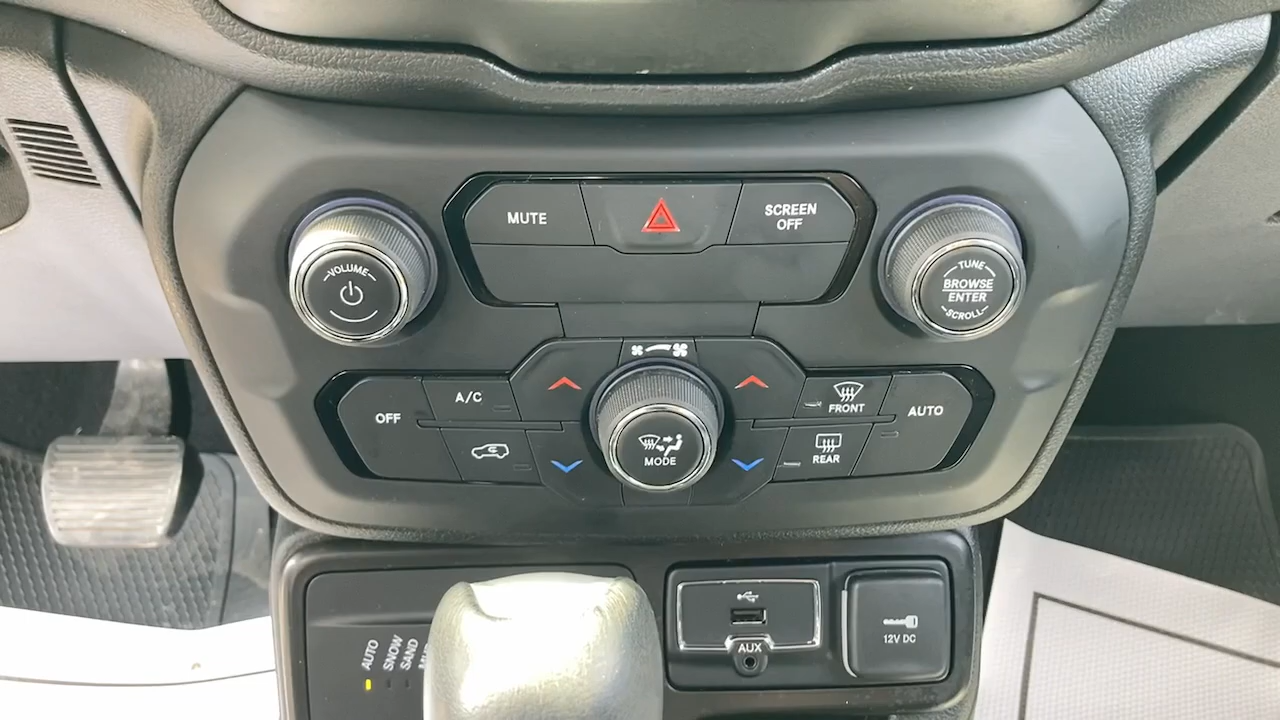 MUTE
SCREEN
OFF
VOLUME
TUNE
BROWSE
ENTER
SCROLL
OFF
A/C
MODE
FRONT
REAR
AUTO
AUTO
SNOW
SAND
AUX
12V DC